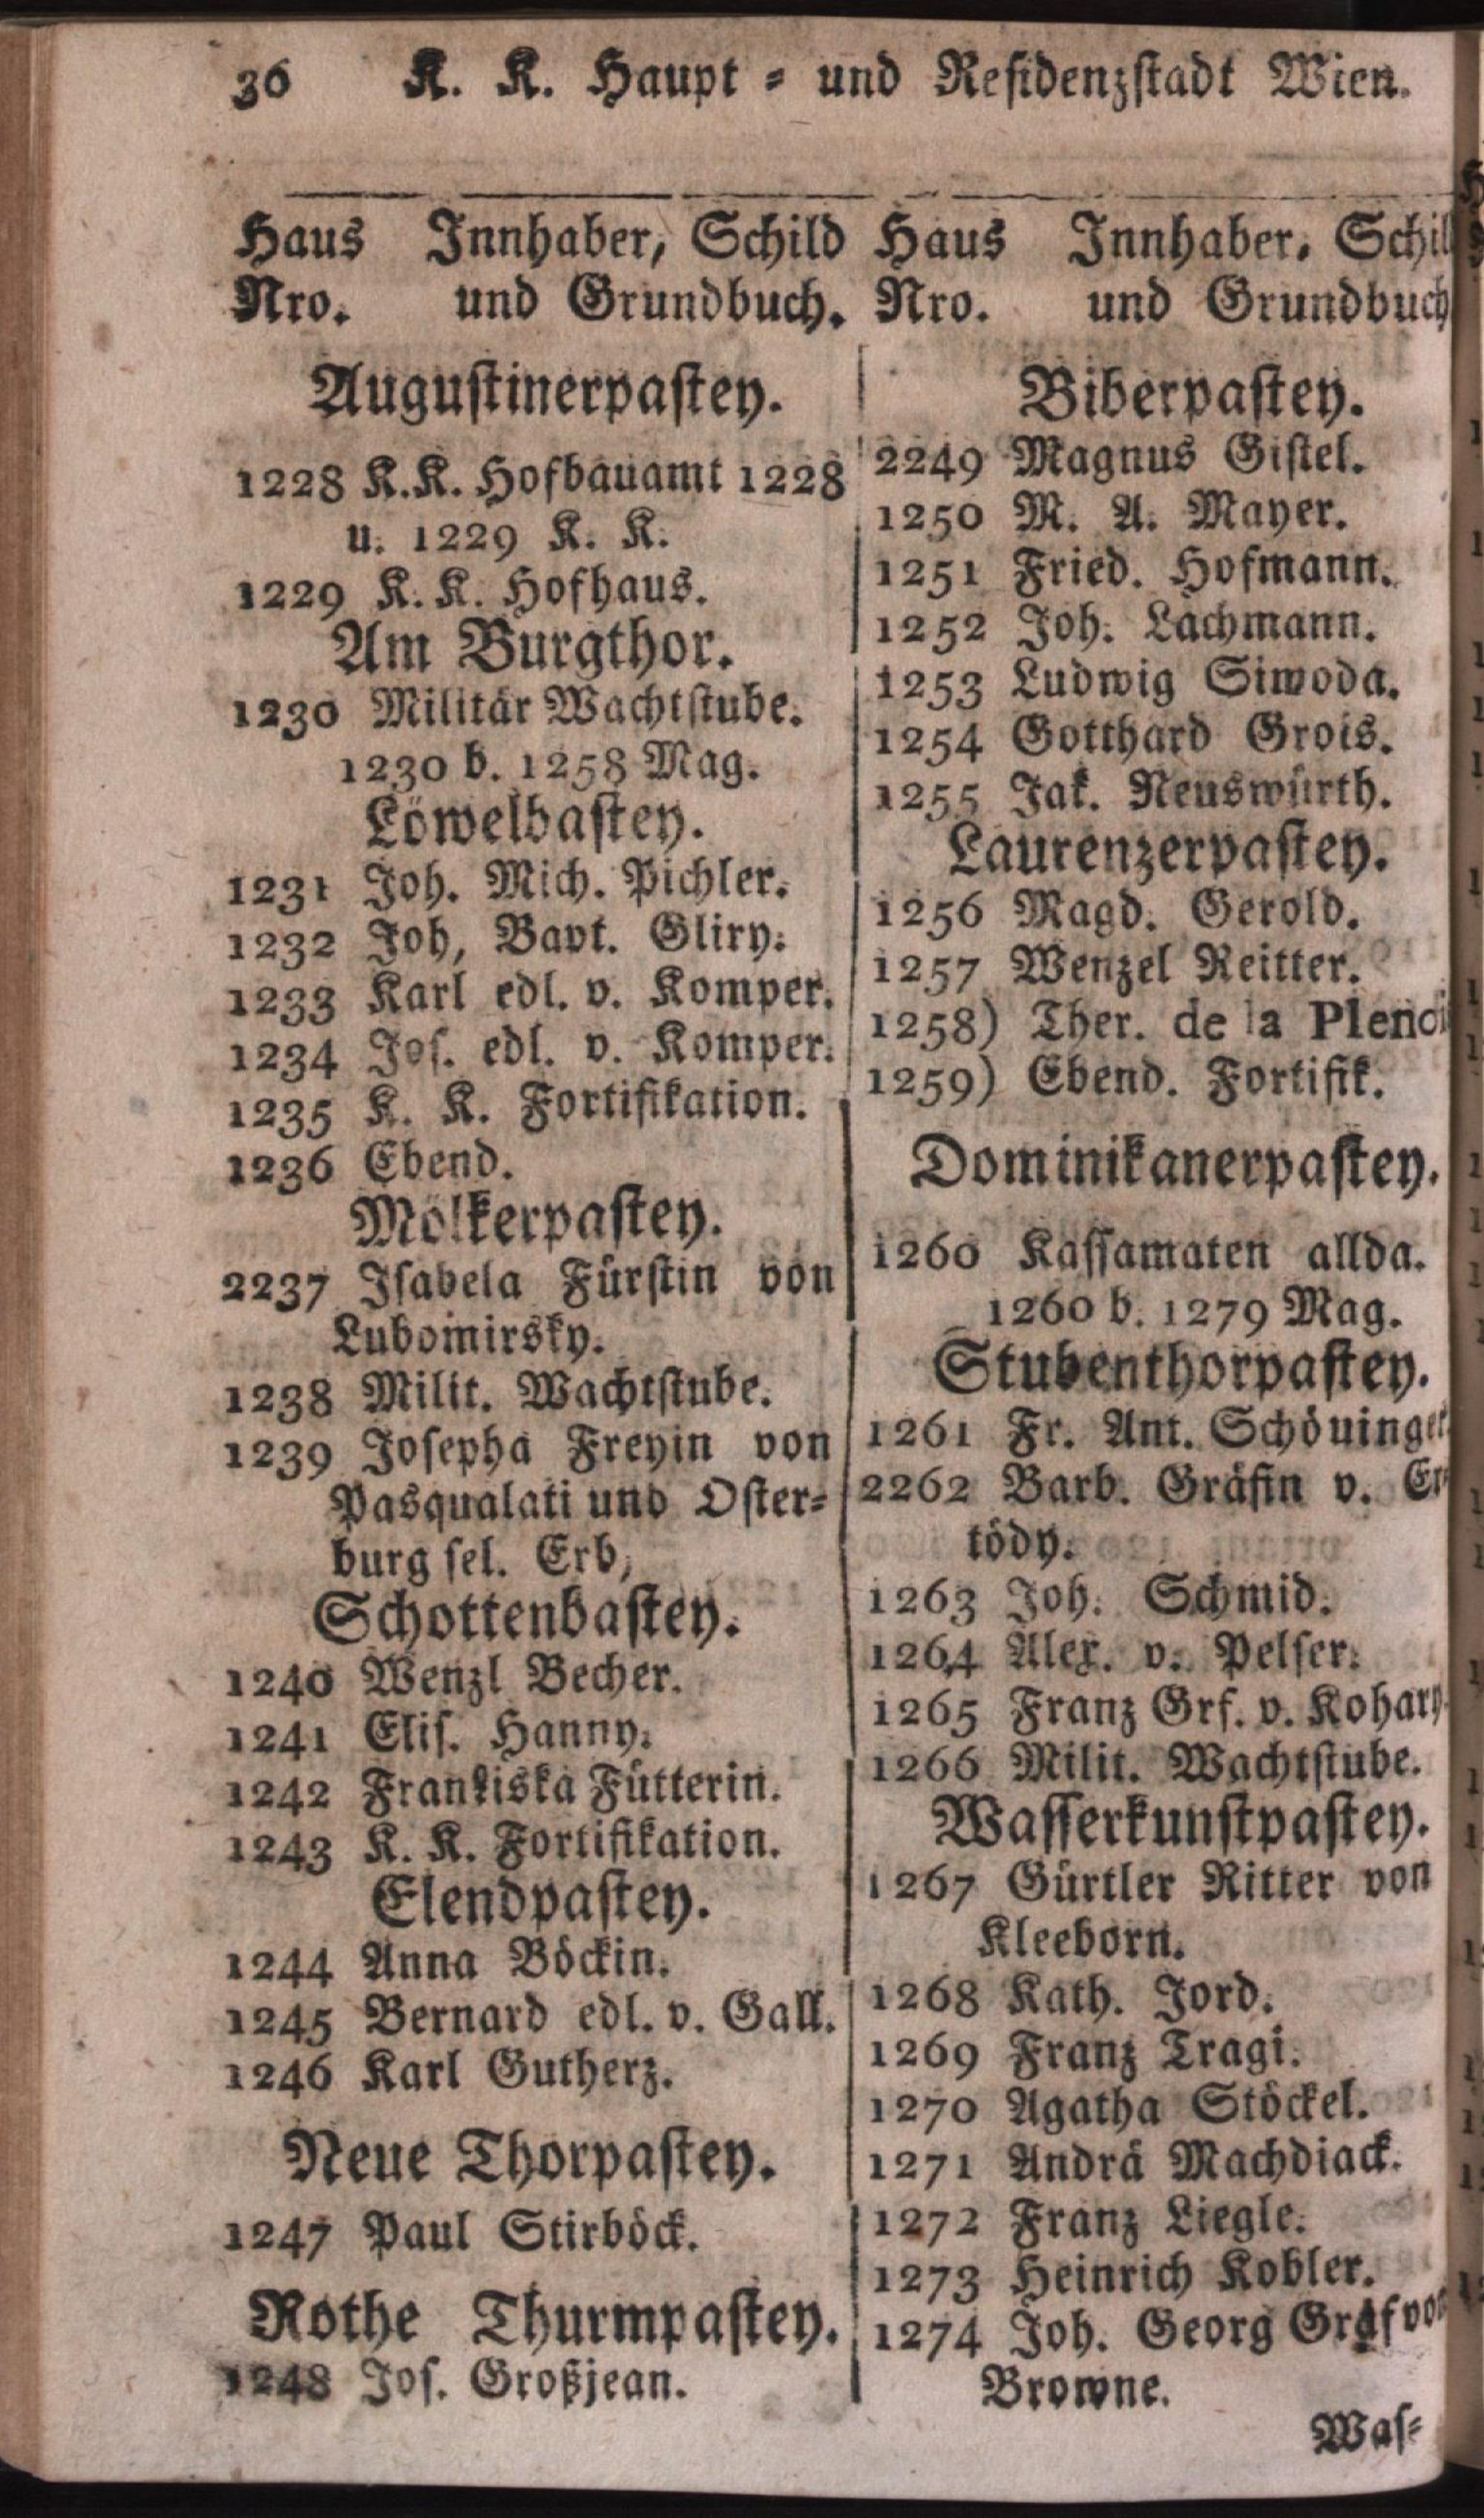 36 K. K. Haupt = und Residenzstadt Wien.
Haus Innhaber, Schild
Nro. und Grundbuch.
Augustinerpastey.
1228 K.K. Hofbauamt 1228
u. 1229 K. K.
1229 K. K. Hofhaus.
Am Burgthor.
1230 Militär Wachtstube.
1230 b. 1258 Mag.
Löwelbastey.
1231 Joh. Mich. Pichler.
1232 Joh, Bapt. Gliry.
1233 Karl edl. v. Komper.
1234 Jos. edl. v. Komper.
1235 K. K. Fortifikation.
1236 Ebend.
Mölkerpastey.
2237 Isabela Fürstin von
Lubomirsky.
1238 Milit. Wachtstube.
1239 Josepha Freyin von
Pasqualati und Oster=
burg sel. Erb,
Schottenbastey.
1240 Wenzl Becher.
1241 Elis. Hanny.
1242 Franziska Fütterin.
1243 K. K. Fortifikation.
Elendpastey.
1244 Anna Böckin.
1245 Bernard edl. v. Gall.
1246 Karl Gutherz.
Neue Thorpastey.
1247 Paul Stirböck.
Rothe Thurmpastey.
1248 Jos. Großjean.
Haus Innhaber. Schil
Nro. und Grundbuch
Biberpastey.
2249 Magnus Gistel.
1250 M. A. Mayer.
1251 Fried. Hofmann.
1252 Joh. Lachmann.
1253 Ludwig Siwoda.
1254 Gotthard Grois.
1255 Jak. Neuswürth.
Laurenzerpastey.
1256 Magd. Gerold.
1257 Wenzel Reitter.
1258) Ther. de la
1259) Ebend. Fortifik.
Dominikanerpastey.
1260 Kassamaten allda.
1260 b. 1279 Mag.
Stubenthorpastey.
1261 Fr. Ant.
2262 Barb. Gräfin v. Er=
tödy.
1263 Joh. Schmid.
1264 Alex. v. Pelser.
1265 Franz Grf. v. Kohary.
1266 Milit. Wachtstube.
Wasserkunstpastey.
1267 Gürtler Ritter von
Kleeborn.
1268 Kath. Jord.
1269 Franz Tragi.
1270 Agatha Stöckel.
1271 Andrä Machdiack.
1272 Franz Liegle.
1273 Heinrich Kobler.
1274 Joh. Georg Graf von
Browne.
Was=